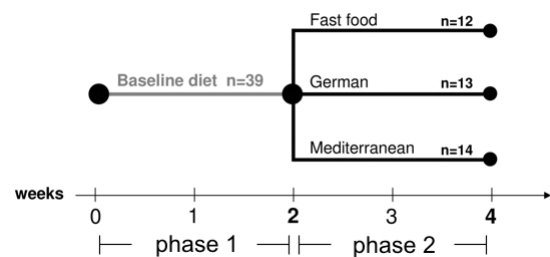 Fast food n=12
Baseline diet n=39
German n=13
Mediterranean n=14
weeks
0 1 2 3 4
phase 1 phase 2